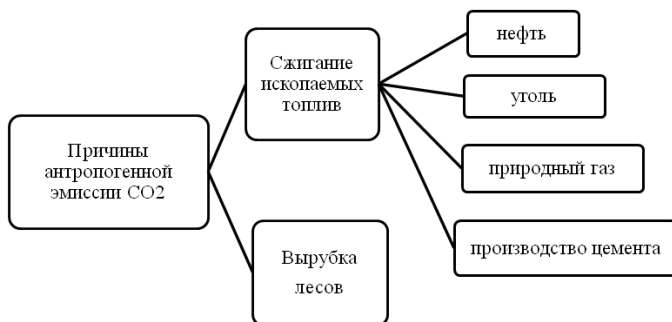 Причины
антропогенной
эмиссии СО2
Сжигание
ископаемых
топлив
Вырубка
лесов
нефть
уголь
природный газ
производство цемента